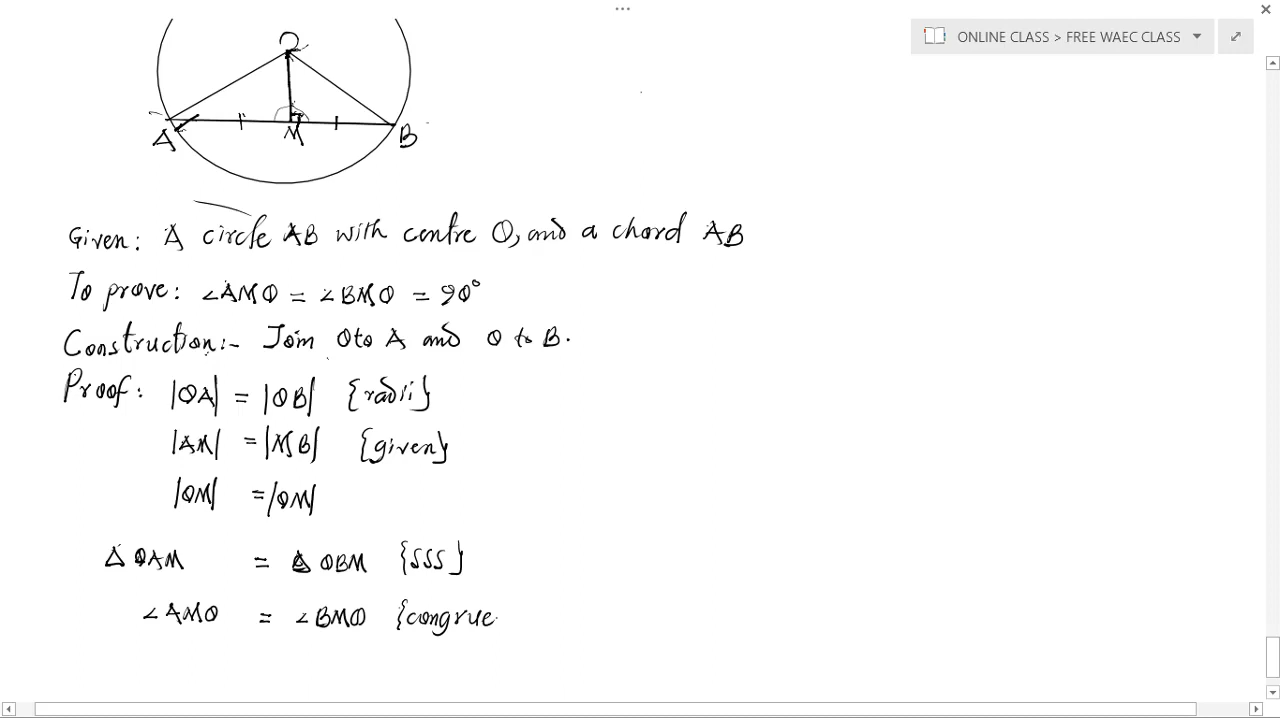 ...
ONLINE CLASS > FREE WAEC CLASS
O
A
M
B
Given: A circle AB with centre O, and a chord AB
To prove: ∠AMO = ∠BMO = 90°
Construction:- Join O to A and O to B.
Proof: |OA| = |OB| {radii}
|AM| = |MB| {given}
|OM| = |OM|
Δ OAM = Δ OBM {SSS}
∠AMO = ∠BMO {congrue